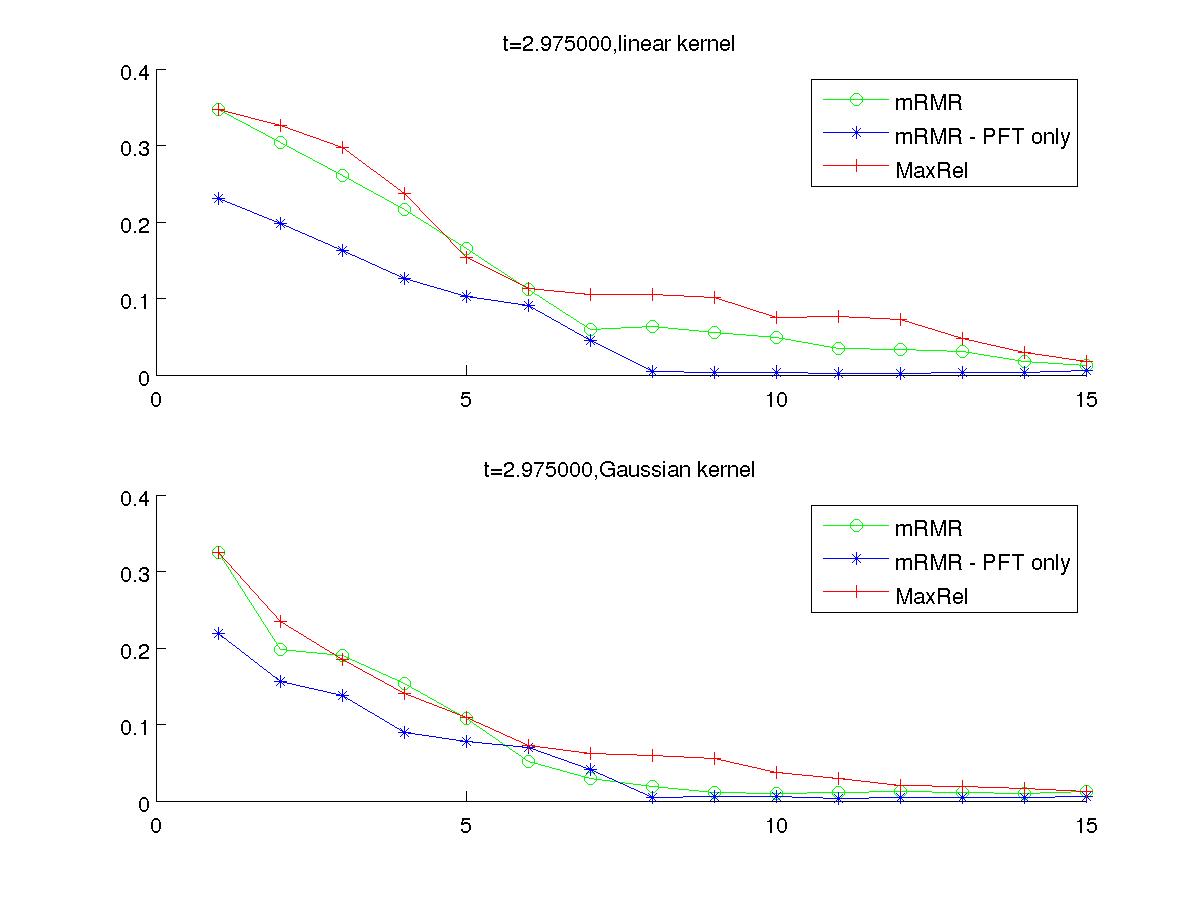 t=2.975000,linear kernel
0.4
0.3
0.2
0.1
0
0
5
10
15
mRMR
mRMR - PFT only
MaxRel
t=2.975000,Gaussian kernel
0.4
0.3
0.2
0.1
0
0
5
10
15
mRMR
mRMR - PFT only
MaxRel